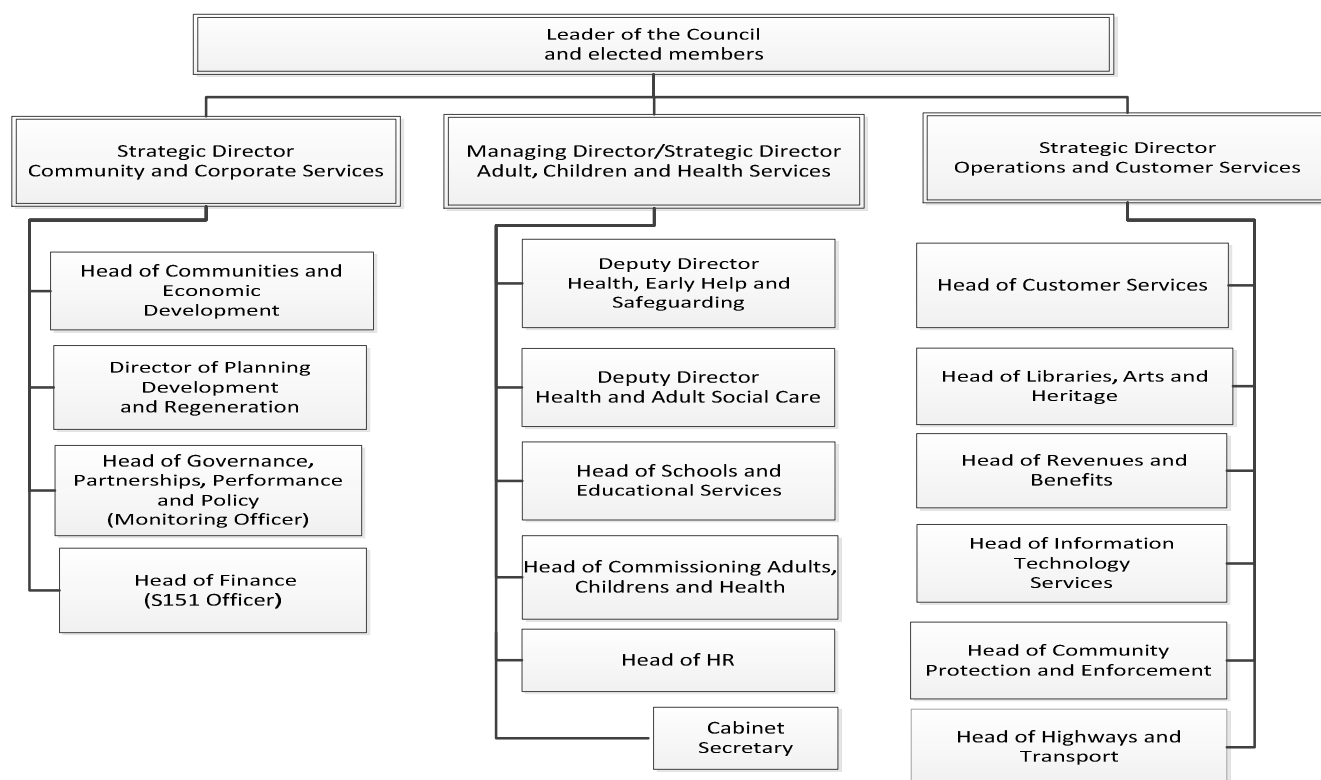 Leader of the Council
and elected members
Strategic Director
Community and Corporate Services
Managing Director/Strategic Director
Adult, Children and Health Services
Strategic Director
Operations and Customer Services
Head of Communities and
Economic
Development
Director of Planning
Development
and Regeneration
Head of Governance,
Partnerships, Performance
and Policy
(Monitoring Officer)
Head of Finance
(S151 Officer)
Deputy Director
Health, Early Help and
Safeguarding
Deputy Director
Health and Adult Social Care
Head of Schools and
Educational Services
Head of Commissioning Adults,
Childrens and Health
Head of HR
Cabinet
Secretary
Head of Customer Services
Head of Libraries, Arts and
Heritage
Head of Revenues and
Benefits
Head of Information
Technology
Services
Head of Community
Protection and Enforcement
Head of Highways and
Transport